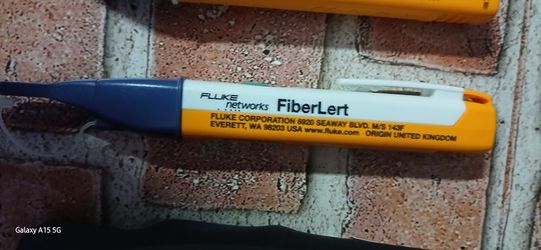 FLUKE
networks
FiberLert
FLUKE CORPORATION 6920 SEAWAY BLVD. M/S 143F
EVERETT, WA 98203 USA www.fluke.com ORIGIN UNITED KINGDOM
Galaxy A15 5G